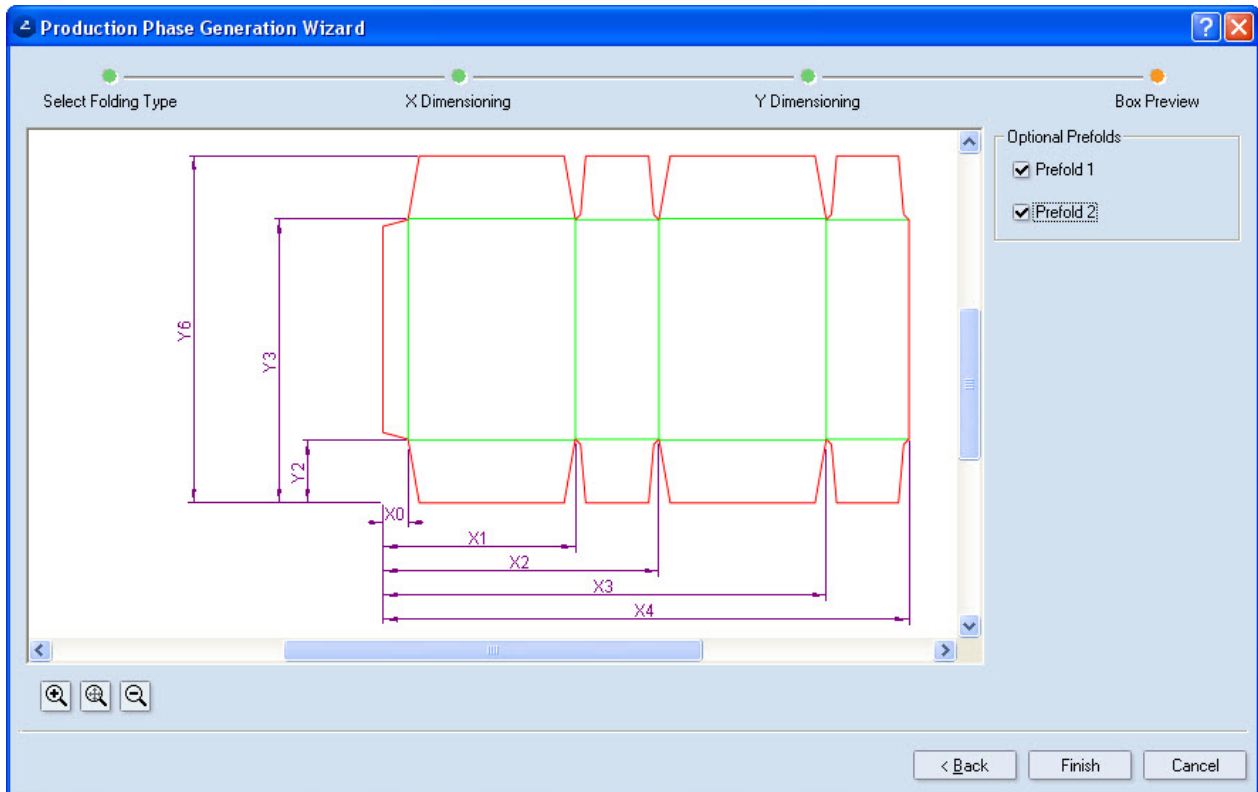 Production Phase Generation Wizard
Select Folding Type
X Dimensioning
Y Dimensioning
Box Preview
Optional Prefolds
Prefold 1
Prefold 2
Y6
Y3
Y2
X0
X1
X2
X3
X4
< Back
Finish
Cancel